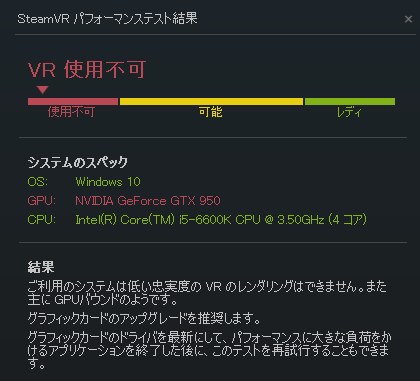 SteamVR パフォーマンステスト結果
VR 使用不可
使用不可 可能 レディ
システムのスペック
OS: Windows 10
GPU: NVIDIA GeForce GTX 950
CPU: Intel(R) Core(TM) i5-6600K CPU @ 3.50GHz (4 コア)
結果
ご利用のシステムは低い忠実度の VR のレンダリングはできません。また
主に GPUバウンドのようです。
グラフィックカードのアップグレードを推奨します。
グラフィックカードのドライバを最新にして、パフォーマンスに大きな負荷をか
けるアプリケーションを終了した後に、このテストを再試行することもできま
す。